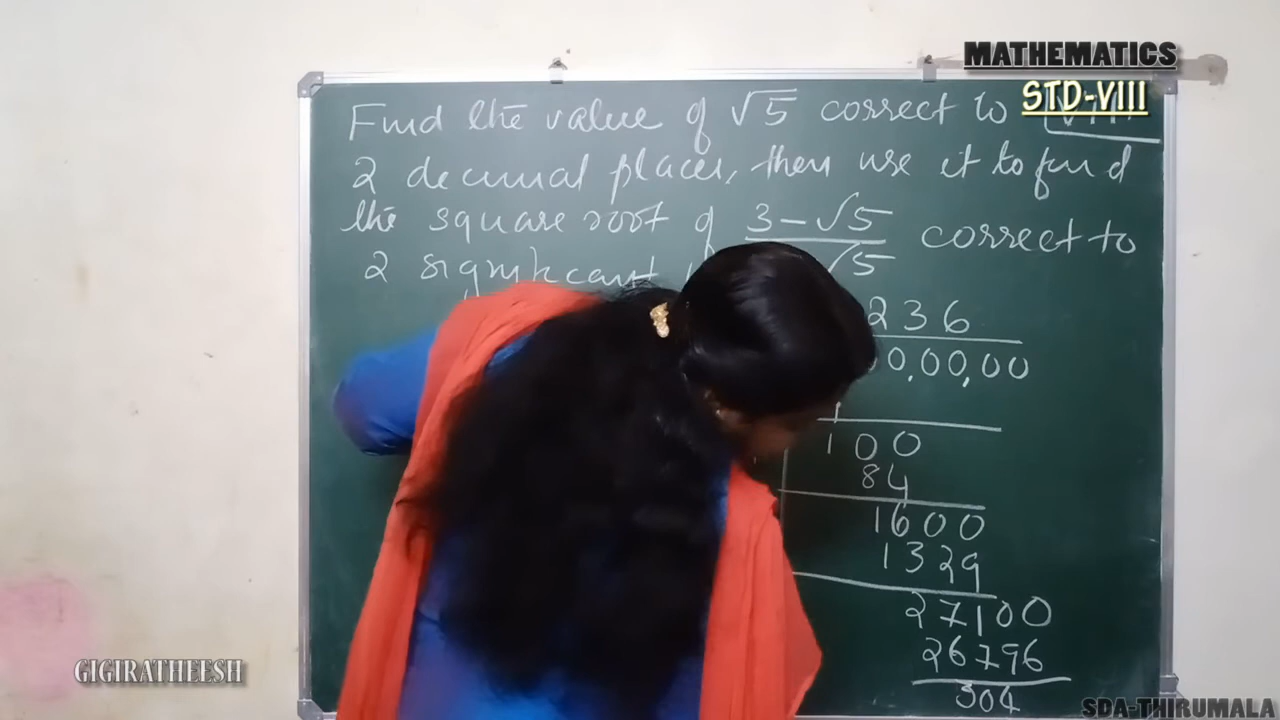 MATHEMATICS
STD-VIII
Find the value of √5 correct to
2 decimal places, then use it to find
the square root of 3-√5 correct to
2 significant √5
236
0,00,00
100
84
1600
1329
27100
26796
304
GIGIRATHEESH
SDA-THIRUMALA